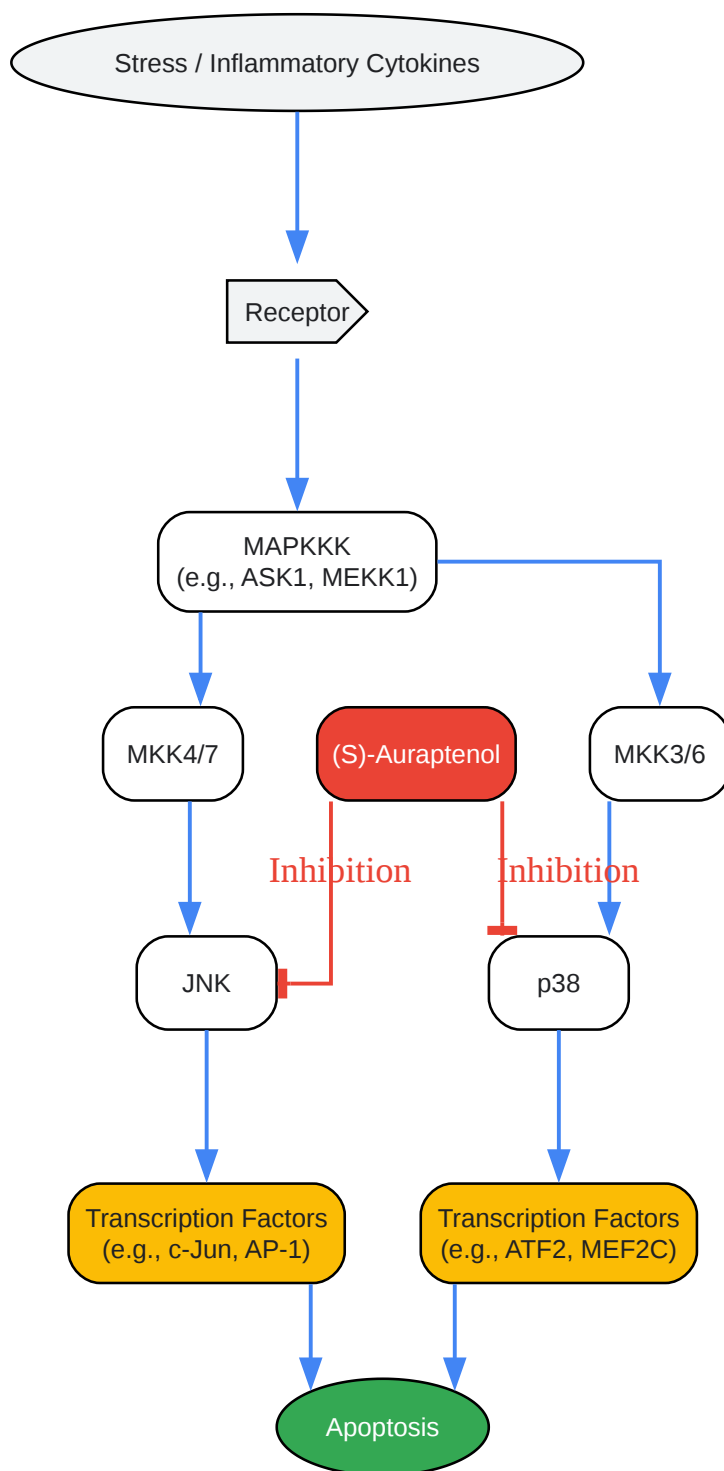 Stress / Inflammatory Cytokines
Receptor
MAPKKK
(e.g., ASK1, MEKK1)
MKK4/7
(S)-Auraptenol
MKK3/6
Inhibition
Inhibition
JNK
p38
Transcription Factors
(e.g., c-Jun, AP-1)
Transcription Factors
(e.g., ATF2, MEF2C)
Apoptosis